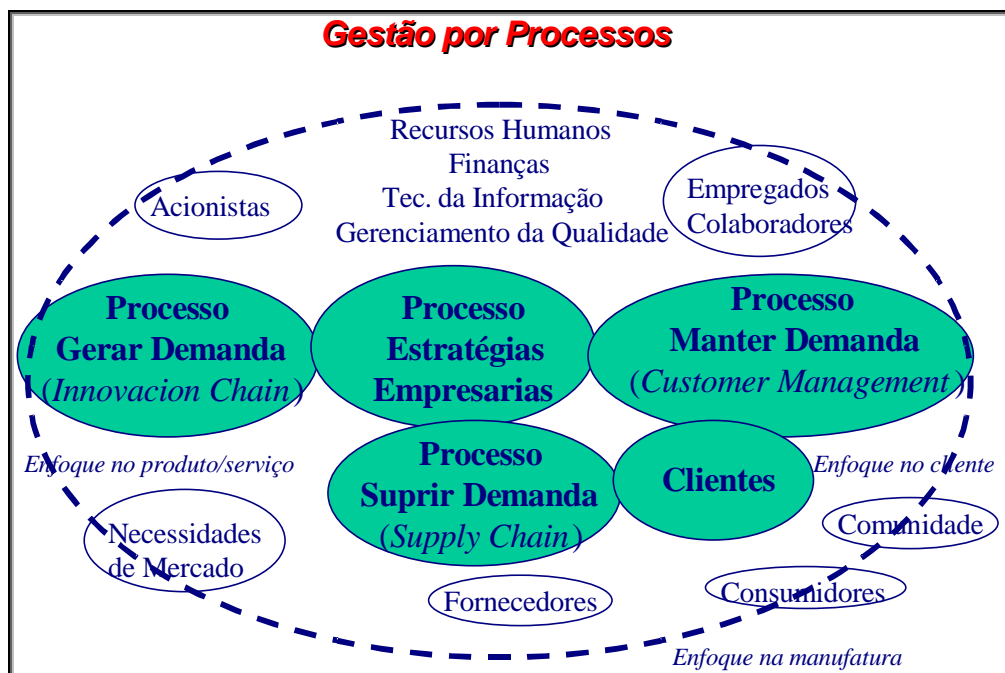 Gestão por Processos
Recursos Humanos
Finanças
Tec. da Informação
Gerenciamento da Qualidade
Acionistas
Empregados
Colaboradores
Processo
Gerar Demanda
(Innovacion Chain)
Processo
Estratégias
Empresarias
Processo
Manter Demanda
(Customer Management)
Enfoque no produto/serviço
Processo
Suprir Demanda
(Supply Chain)
Clientes
Enfoque no cliente
Necessidades
de Mercado
Fornecedores
Comunidade
Consumidores
Enfoque na manufatura